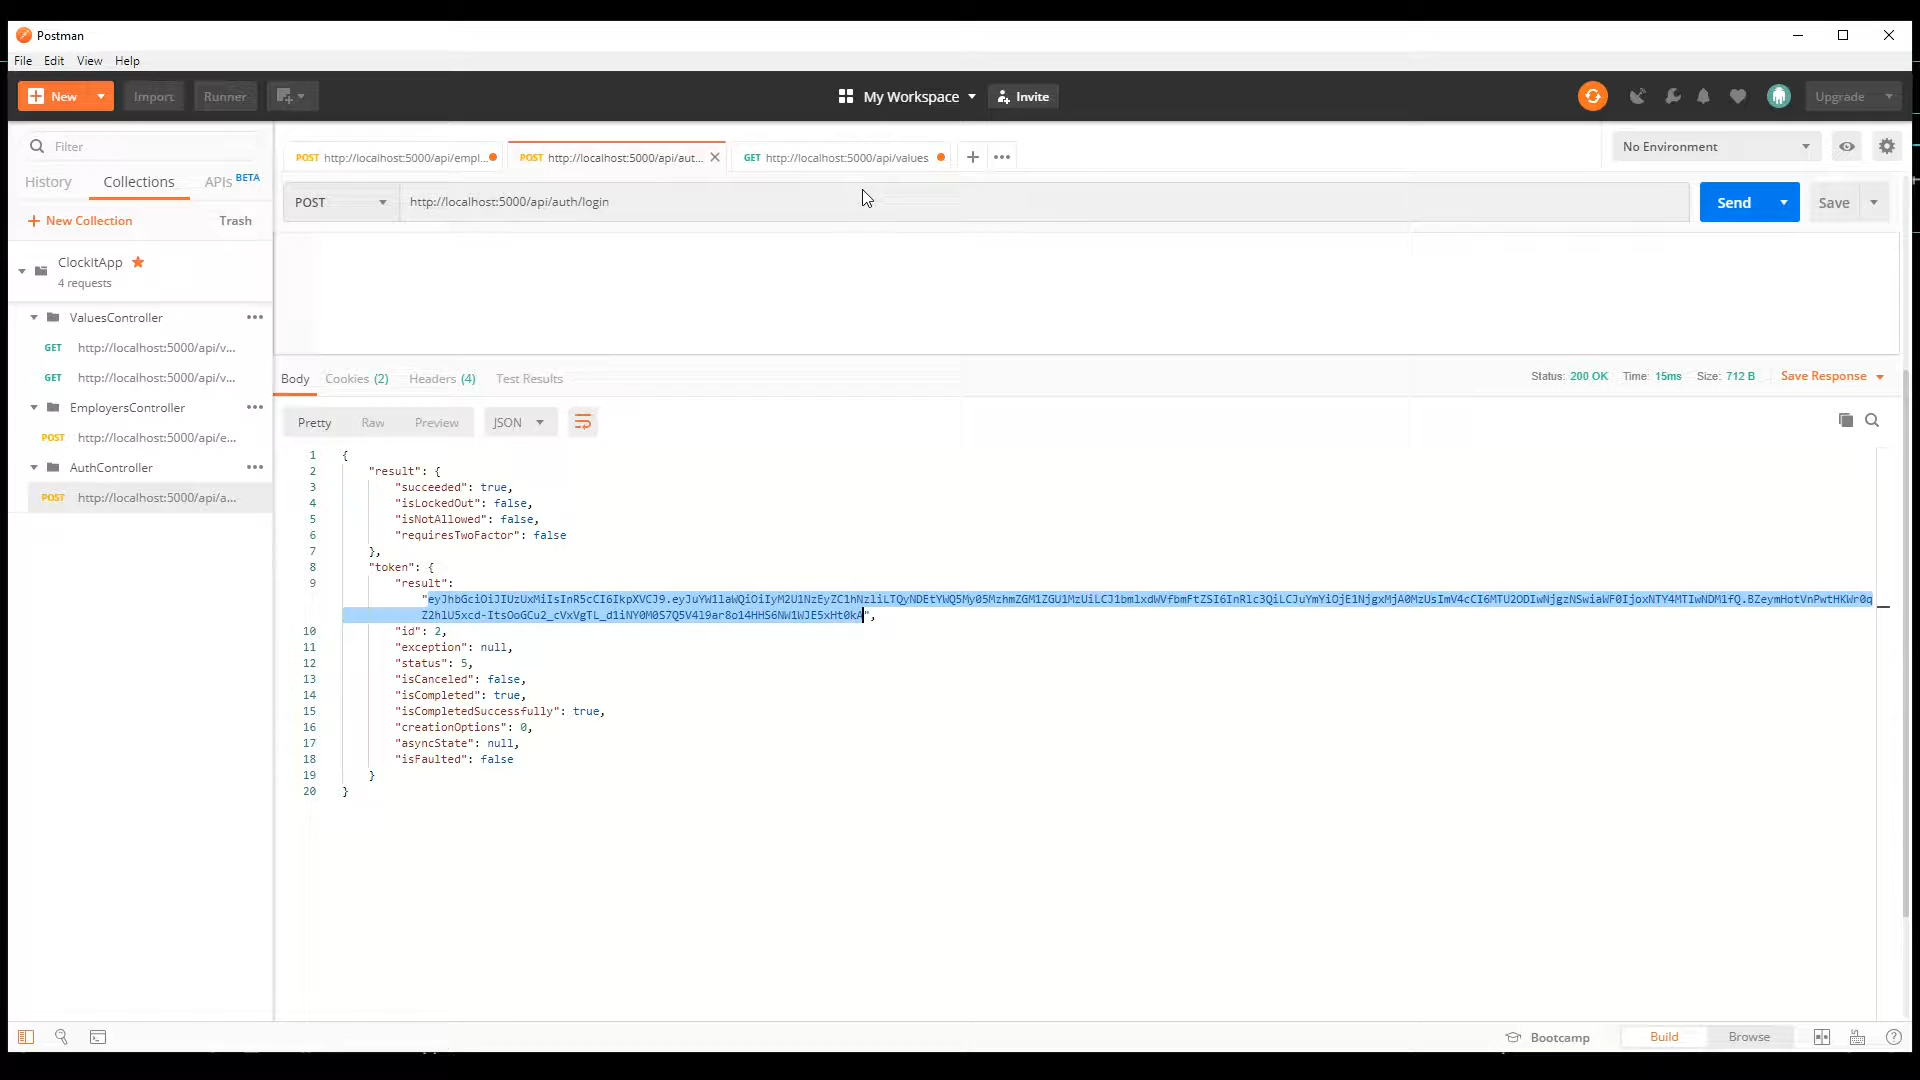 Postman
File Edit View Help
New Import Runner My Workspace Invite Upgrade
Filter
POST http://localhost:5000/api/empl... POST http://localhost:5000/api/aut... GET http://localhost:5000/api/values
No Environment
History Collections APIs BETA
POST http://localhost:5000/api/auth/login Send Save
New Collection Trash
ClockItApp
4 requests
ValuesController
GET http://localhost:5000/api/v...
GET http://localhost:5000/api/v...
EmployersController
POST http://localhost:5000/api/e...
AuthController
POST http://localhost:5000/api/a...
Body Cookies (2) Headers (4) Test Results Status: 200 OK Time: 15ms Size: 712 B Save Response
Pretty Raw Preview JSON
1 {
2 "result": {
3 "succeeded": true,
4 "isLockedOut": false,
5 "isNotAllowed": false,
6 "requiresTwoFactor": false
7 },
8 "token": {
9 "result":
10 "id": 2,
11 "exception": null,
12 "status": 5,
13 "isCanceled": false,
14 "isCompleted": true,
15 "isCompletedSuccessfully": true,
16 "creationOptions": 0,
17 "asyncState": null,
18 "isFaulted": false
19 }
20 }
Bootcamp Build Browse